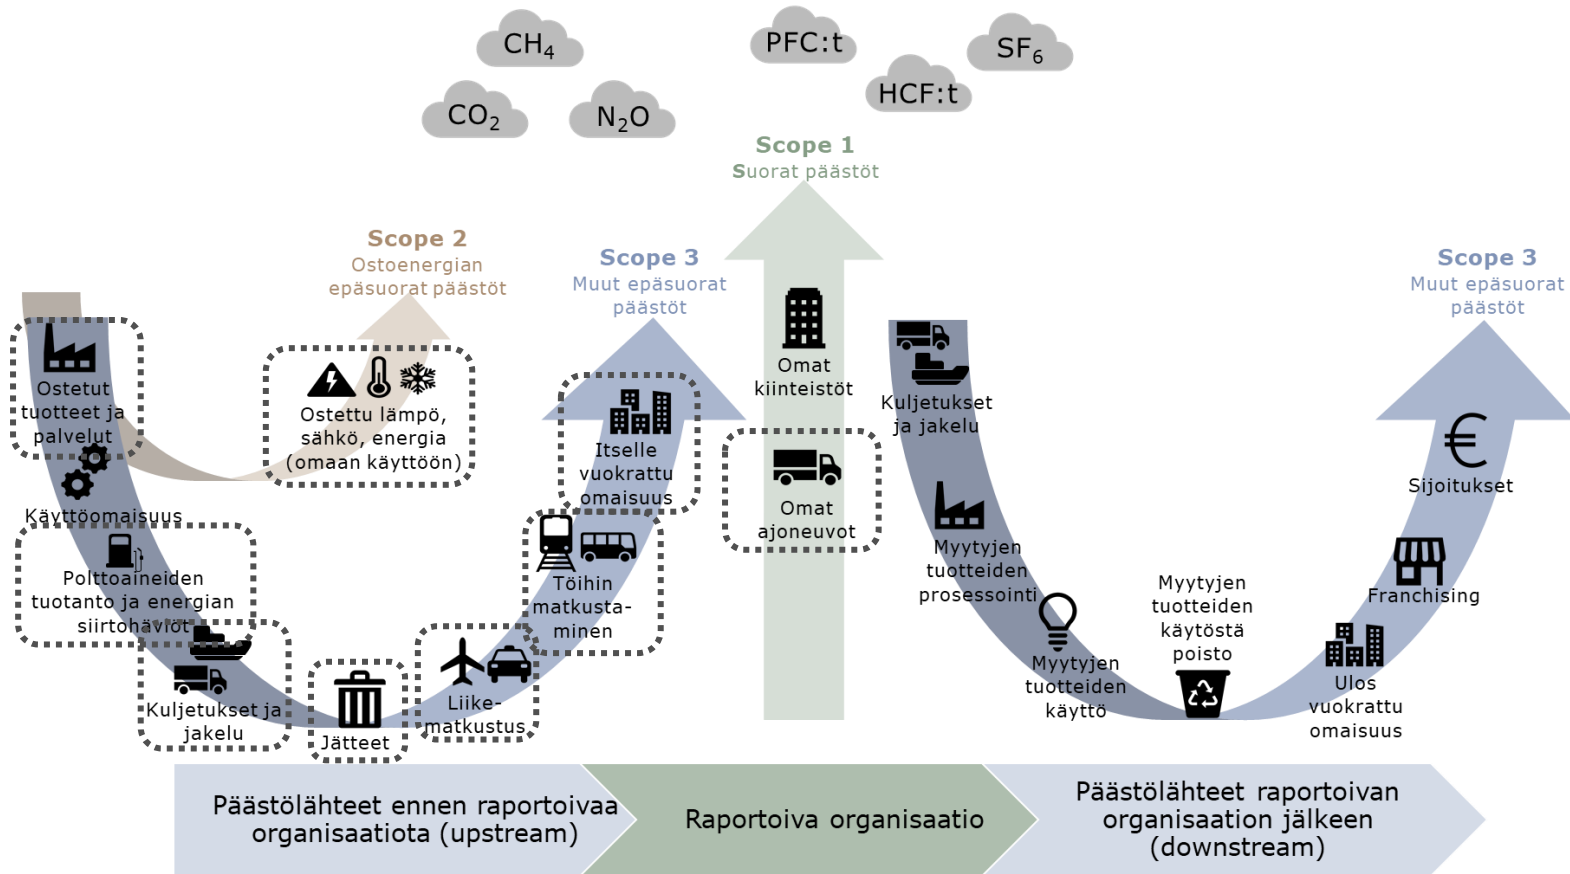 CH₄
PFC:t
SF₆
CO₂
N₂O
HCF:t
Scope 1
Suorat päästöt
Scope 2
Ostoenergian
epäsuorat päästöt
Scope 3
Muut epäsuorat
päästöt
Scope 3
Muut epäsuorat
päästöt
Ostetut
tuotteet ja
palvelut
Käyttöomaisuus
Polttoaineiden
tuotanto ja energian
siirtohäviöt
Kuljetukset ja
jakelu
Jätteet
Liike-
matkustus
Töihin
matkusta-
minen
Itselle
vuokrattu
omaisuus
Ostettu lämpö,
sähkö, energia
(omaan käyttöön)
Omat
kiinteistöt
Omat
ajoneuvot
Kuljetukset
ja jakelu
Myytyjen
tuotteiden
prosessointi
Myytyjen
tuotteiden
käyttö
Myytyjen
tuotteiden
käytöstä
poisto
Ulos
vuokrattu
omaisuus
Franchising
Sijoitukset
Päästölähteet ennen raportoivaa
organisaatiota (upstream)
Raportoiva organisaatio
Päästölähteet raportoivan
organisaation jälkeen
(downstream)